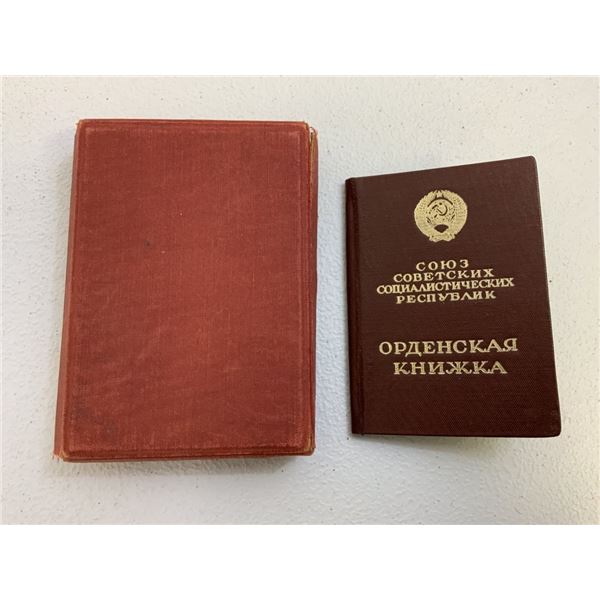 СОЮЗ
СОВЕТСКИХ
СОЦИАЛИСТИЧЕСКИХ
РЕСПУБЛИК
ОРДЕНСКАЯ
КНИЖКА